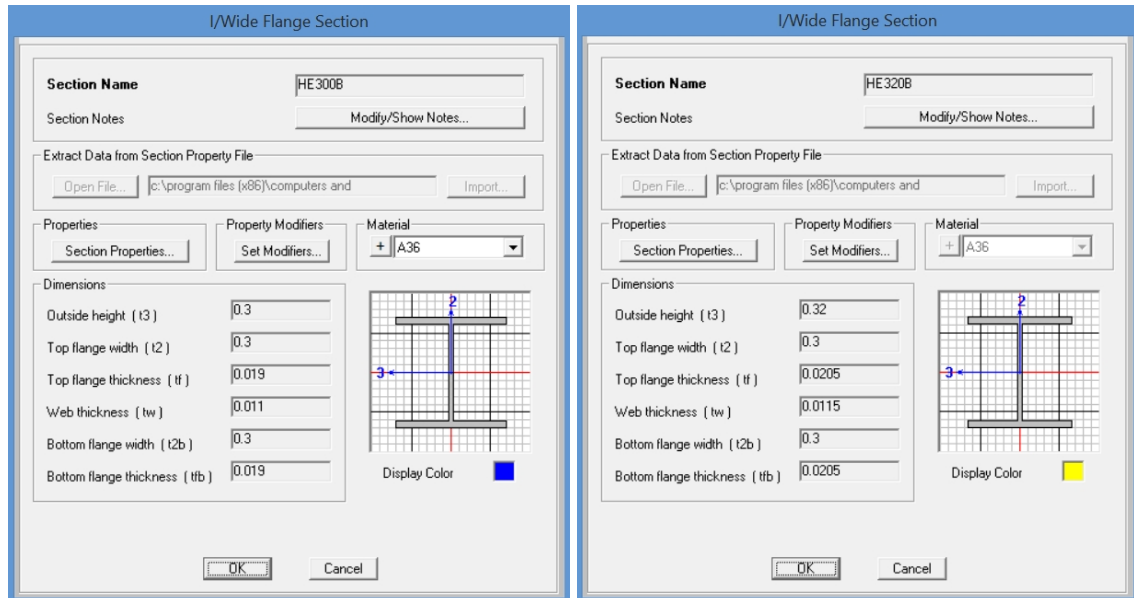 I/Wide Flange Section
Section Name HE300B
Section Notes Modify/Show Notes...
Extract Data from Section Property File
Open File... c:\program files (x86)\computers and Import...
Properties Property Modifiers Material
Section Properties... Set Modifiers... + A36
Dimensions
Outside height ( t3 ) 0.3
Top flange width ( t2 ) 0.3
Top flange thickness ( tf ) 0.019
Web thickness ( tw ) 0.011
Bottom flange width ( t2b ) 0.3
Bottom flange thickness ( tfb ) 0.019
2
3
Display Color
OK Cancel
I/Wide Flange Section
Section Name HE320B
Section Notes Modify/Show Notes...
Extract Data from Section Property File
Open File... c:\program files (x86)\computers and Import...
Properties Property Modifiers Material
Section Properties... Set Modifiers... + A36
Dimensions
Outside height ( t3 ) 0.32
Top flange width ( t2 ) 0.3
Top flange thickness ( tf ) 0.0205
Web thickness ( tw ) 0.0115
Bottom flange width ( t2b ) 0.3
Bottom flange thickness ( tfb ) 0.0205
2
3
Display Color
OK Cancel